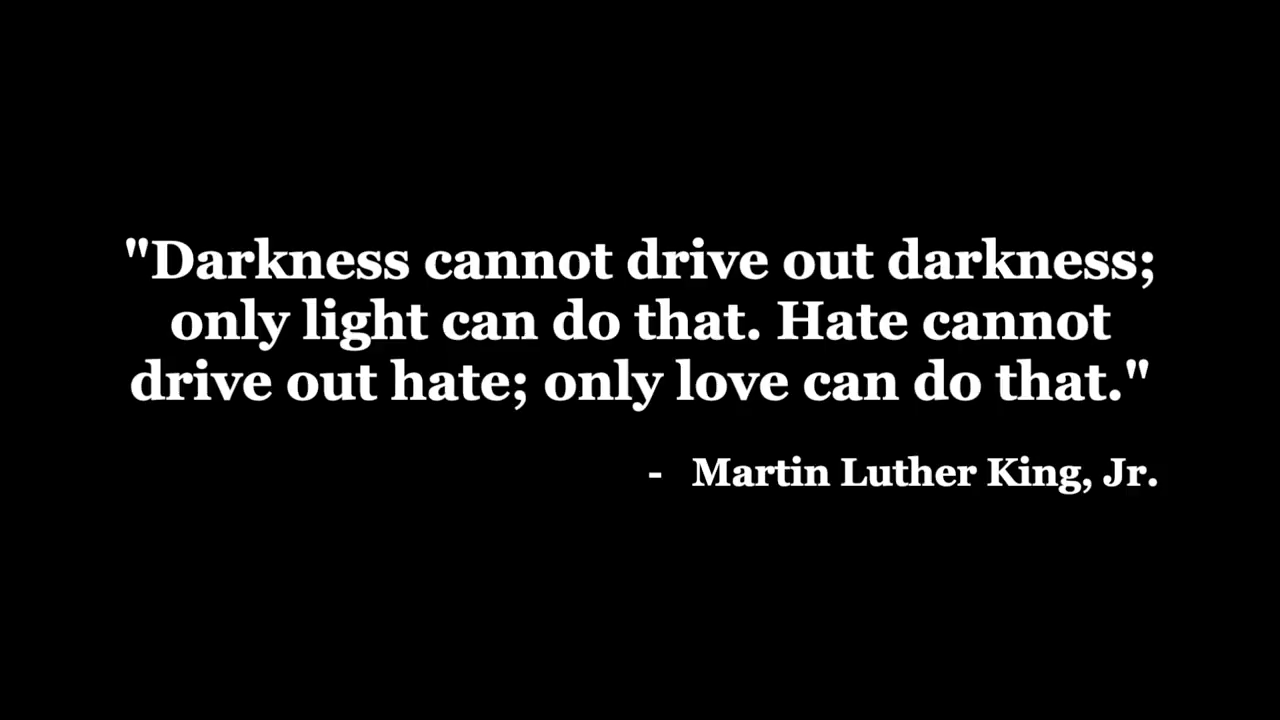 "Darkness cannot drive out darkness;
only light can do that. Hate cannot
drive out hate; only love can do that."
- Martin Luther King, Jr.